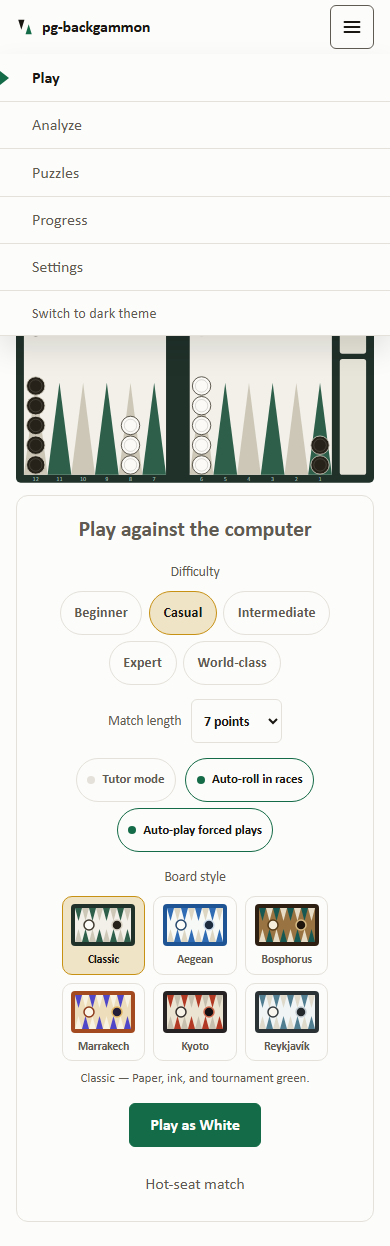 pg-backgammon
Play
Analyze
Puzzles
Progress
Settings
Switch to dark theme
12 11 10 9 8 7 6 5 4 3 2 1
Play against the computer
Difficulty
Beginner Casual Intermediate
Expert World-class
Match length 7 points
Tutor mode Auto-roll in races
Auto-play forced plays
Board style
Classic Aegean Bosphorus
Marrakech Kyoto Reykjavík
Classic — Paper, ink, and tournament green.
Play as White
Hot-seat match